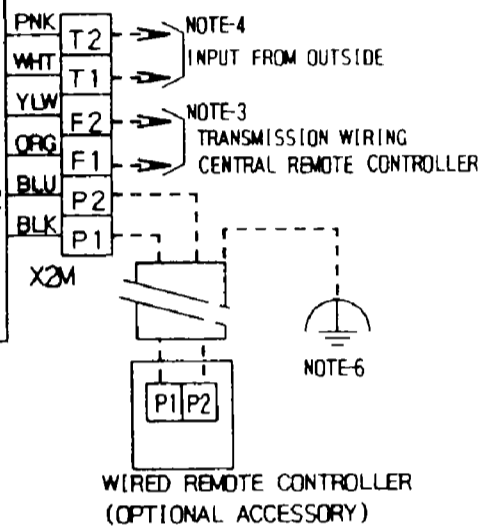 PNK T2 NOTE-4
INPUT FROM OUTSIDE
WHT T1
YLW F2 NOTE-3
TRANSMISSION WIRING
ORG F1 CENTRAL REMOTE CONTROLLER
BLU P2
BLK P1
X2M
NOTE-6
P1 P2
WIRED REMOTE CONTROLLER
(OPTIONAL ACCESSORY)